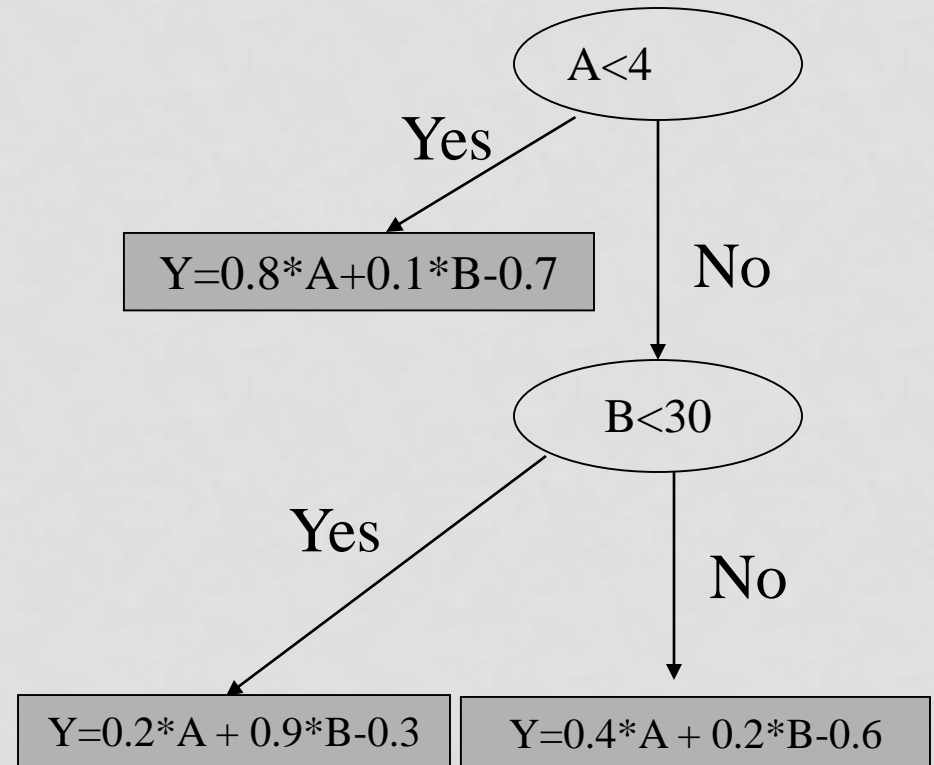 A<4
Yes
Y=0.8*A+0.1*B-0.7
No
B<30
Yes
No
Y=0.2*A + 0.9*B-0.3
Y=0.4*A + 0.2*B-0.6